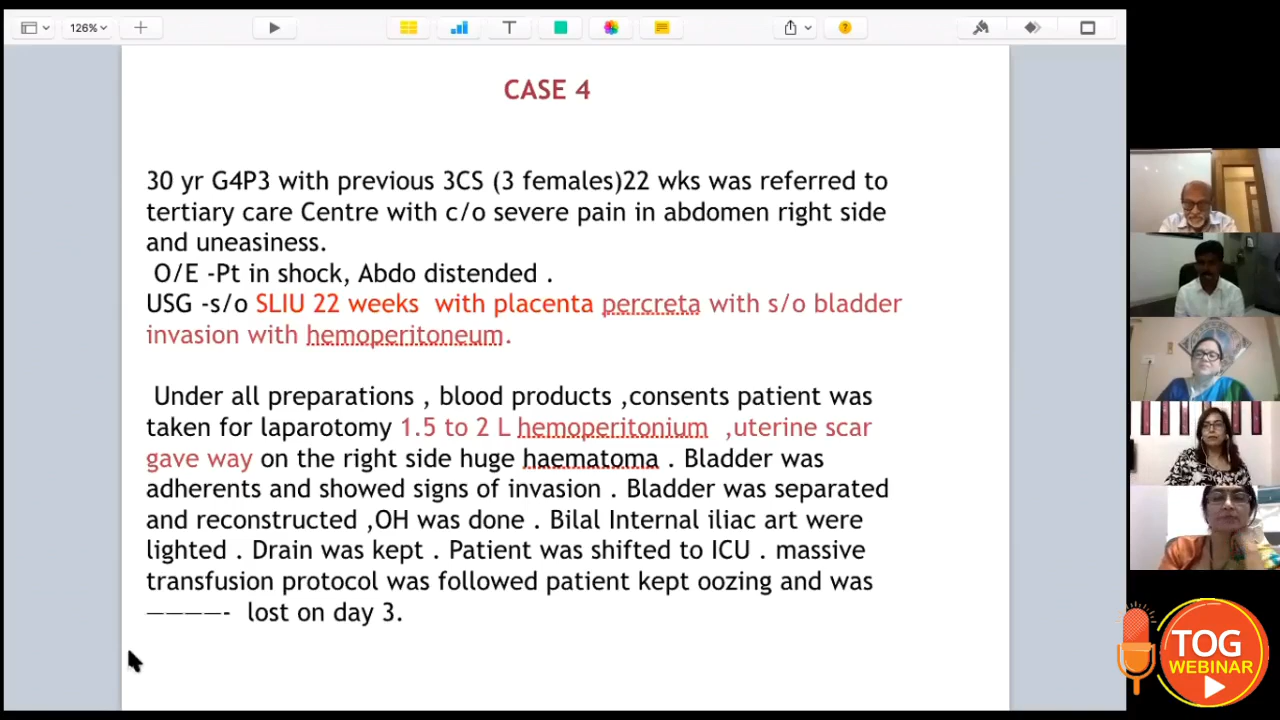 126%
CASE 4
30 yr G4P3 with previous 3CS (3 females)22 wks was referred to
tertiary care Centre with c/o severe pain in abdomen right side
and uneasiness.
O/E -Pt in shock, Abdo distended .
USG -s/o SLIU 22 weeks with placenta percreta with s/o bladder
invasion with hemoperitoneum.
Under all preparations , blood products ,consents patient was
taken for laparotomy 1.5 to 2 L hemoperitonium ,uterine scar
gave way on the right side huge haematoma . Bladder was
adherents and showed signs of invasion . Bladder was separated
and reconstructed ,OH was done . Bilal Internal iliac art were
lighted . Drain was kept . Patient was shifted to ICU . massive
transfusion protocol was followed patient kept oozing and was
————- lost on day 3.
TOG
WEBINAR